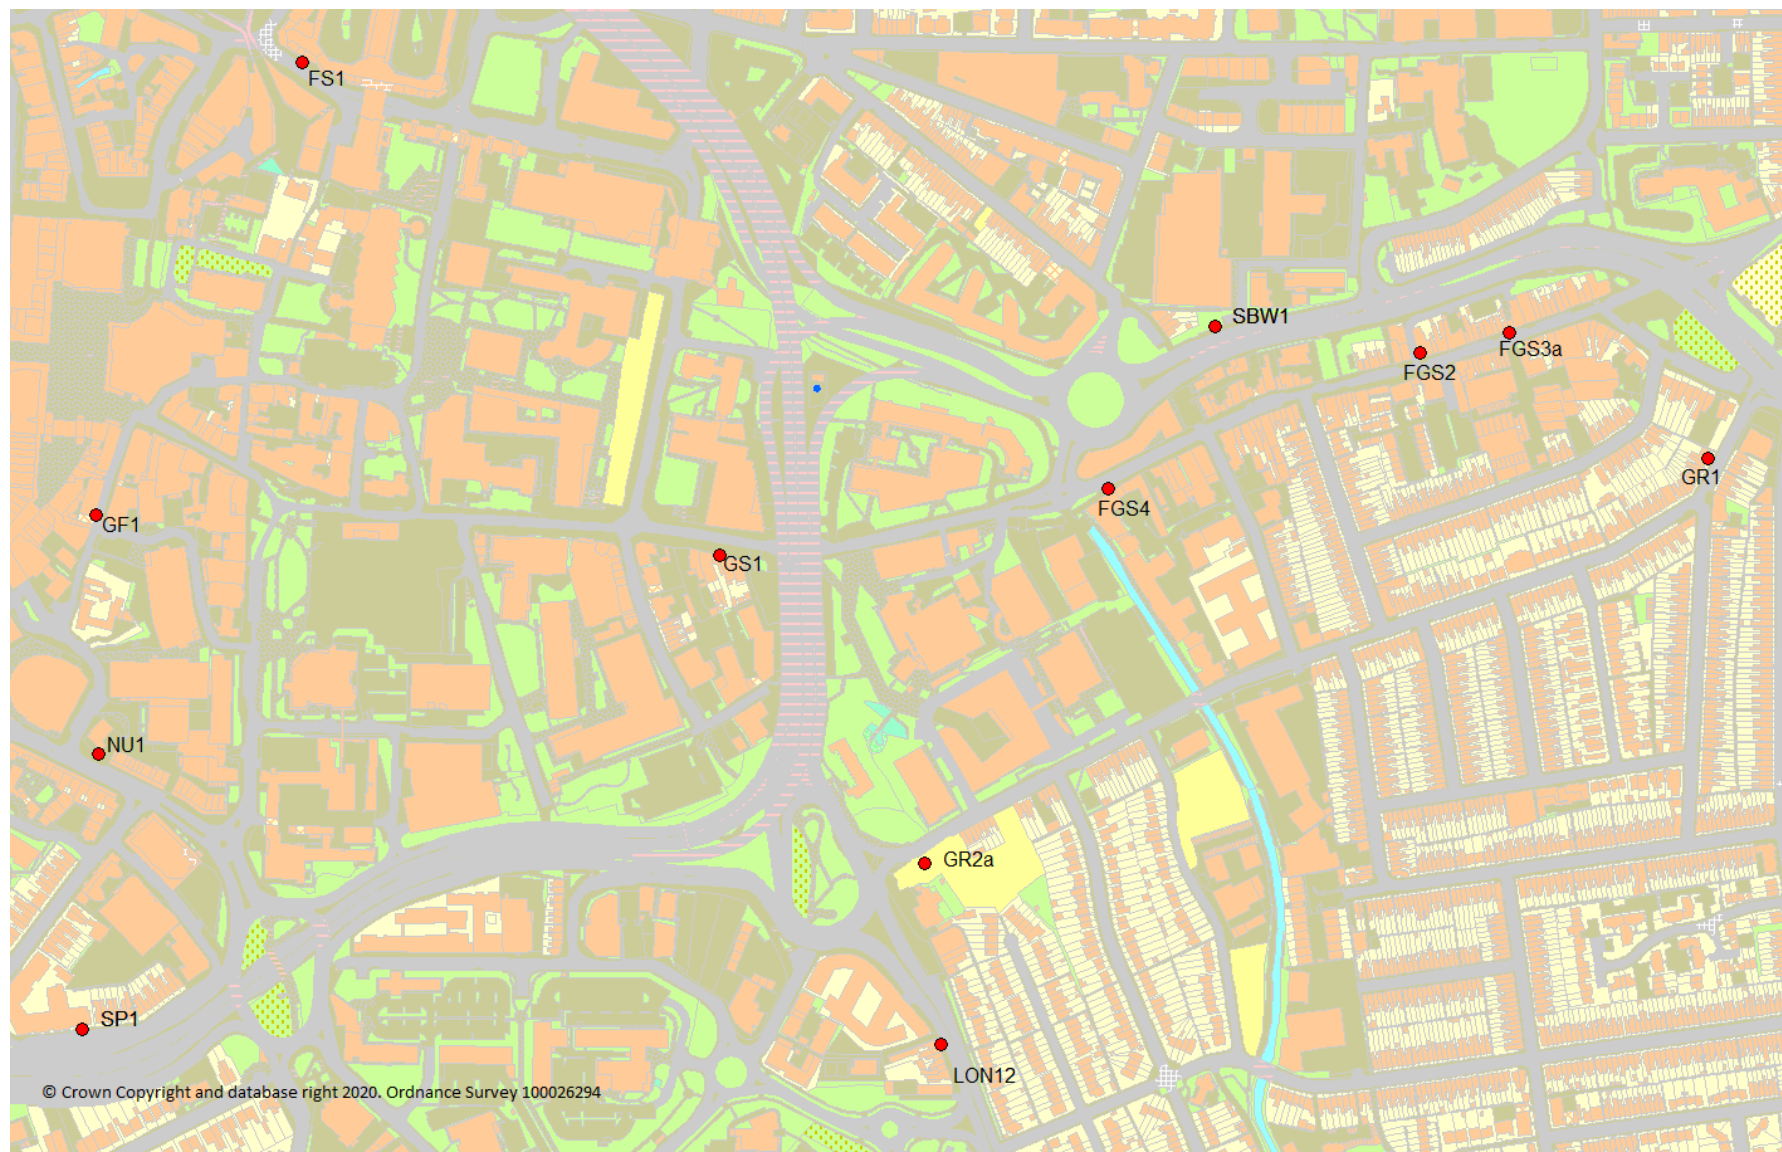 FS1
SBW1
FGS3a
FGS2
GR1
FGS4
GF1
GS1
NU1
GR2a
SP1
LON12
© Crown Copyright and database right 2020. Ordnance Survey 100026294